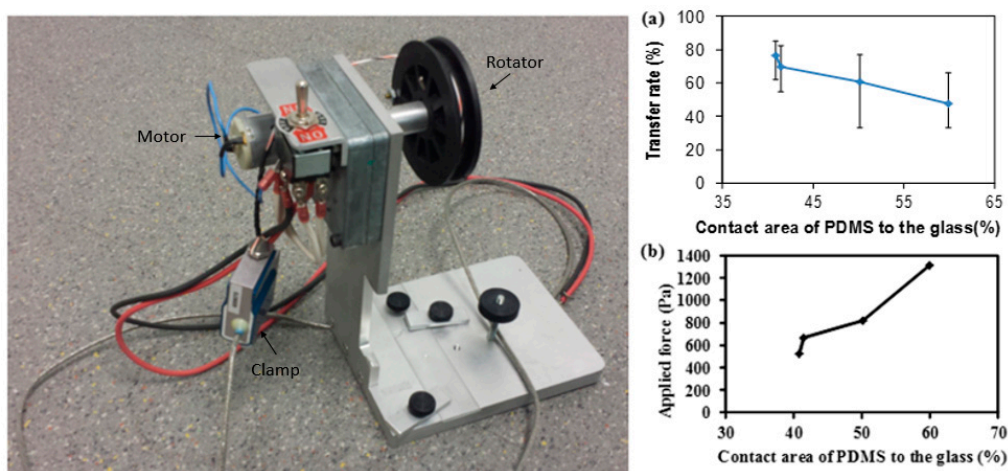 Rotator
Motor
NO
Clamp
(a)
Transfer rate (%)
100
80
60
40
20
0
35
45
55
65
Contact area of PDMS to the glass(%)
(b)
Applied force (Pa)
1400
1200
1000
800
600
400
200
0
30
40
50
60
70
Contact area of PDMS to the glass (%)